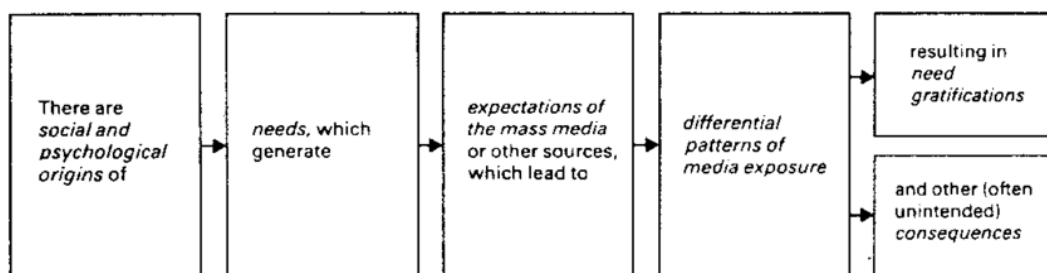 There are
social and
psychological
origins of
needs, which
generate
expectations of
the mass media
or other sources,
which lead to
differential
patterns of
media exposure
resulting in
need
gratifications
and other (often
unintended)
consequences